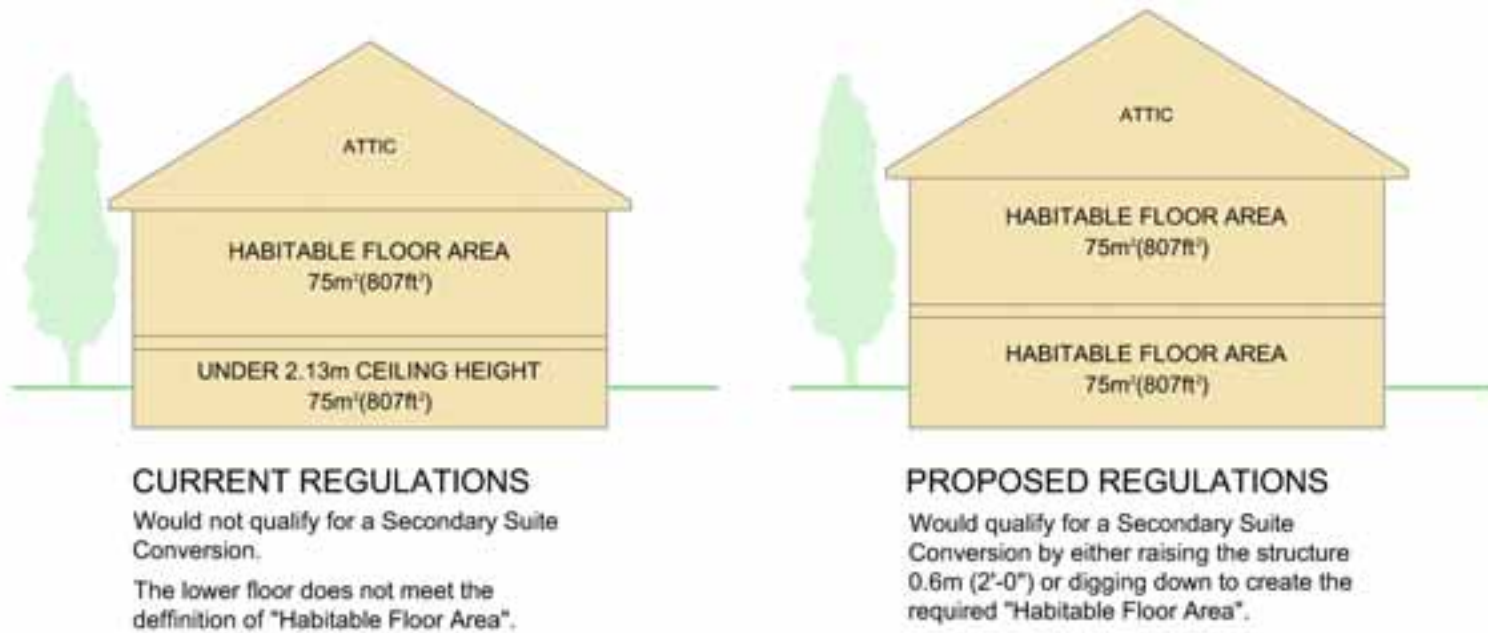 ATTIC
HABITABLE FLOOR AREA
75m²(807ft²)
UNDER 2.13m CEILING HEIGHT
75m²(807ft²)
CURRENT REGULATIONS
Would not qualify for a Secondary Suite
Conversion.
The lower floor does not meet the
deffinition of "Habitable Floor Area".
ATTIC
HABITABLE FLOOR AREA
75m²(807ft²)
HABITABLE FLOOR AREA
75m²(807ft²)
PROPOSED REGULATIONS
Would qualify for a Secondary Suite
Conversion by either raising the structure
0.6m (2'-0") or digging down to create the
required "Habitable Floor Area".